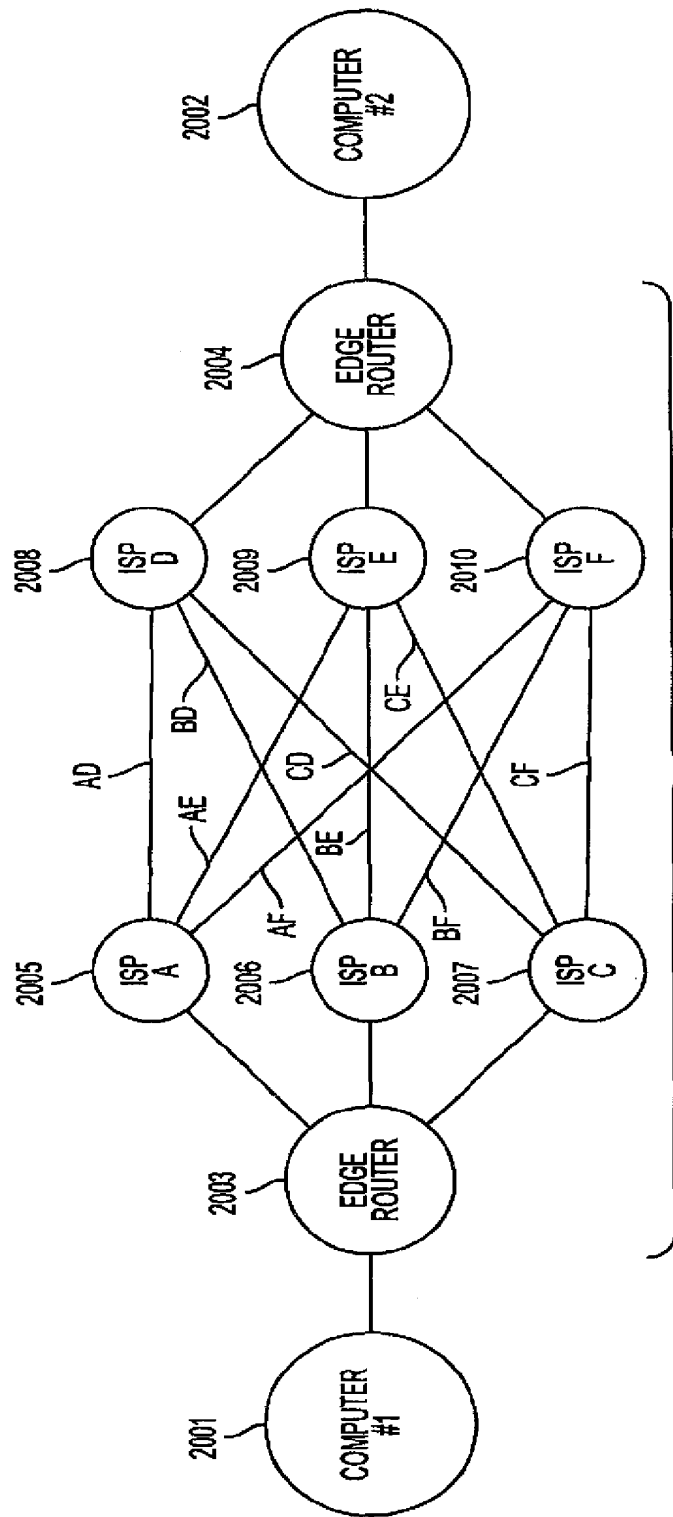 2001
COMPUTER
#1
2003
EDGE
ROUTER
2005
ISP
A
2006
ISP
B
2007
ISP
C
AD
AE
AF
BD
BE
BF
CD
CE
CF
2008
ISP
D
2009
ISP
E
2010
ISP
F
2004
EDGE
ROUTER
2002
COMPUTER
#2